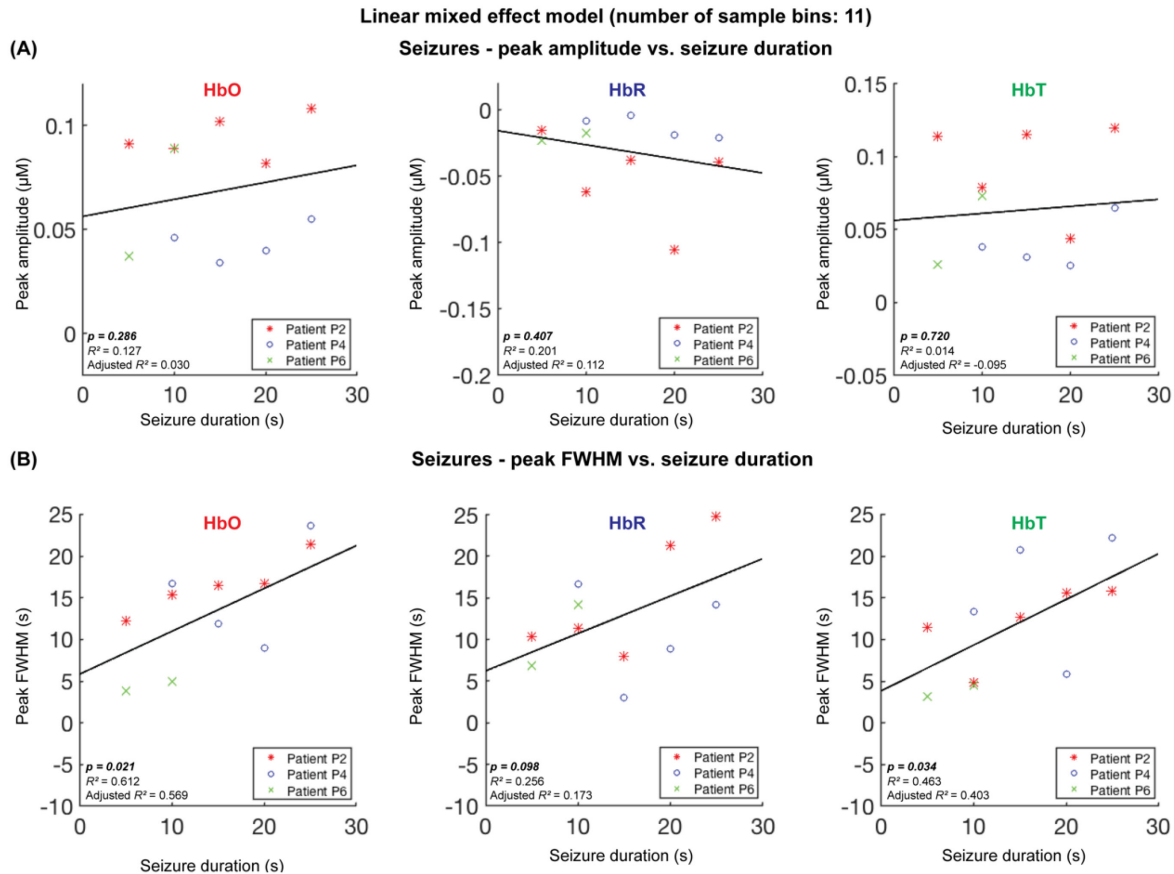 Linear mixed effect model (number of sample bins: 11)
(A)
Seizures - peak amplitude vs. seizure duration
HbO
0.1
0.05
0
Peak amplitude (µM)
p = 0.286
R² = 0.127
Adjusted R² = 0.030
Patient P2
Patient P4
Patient P6
0 10 20 30
Seizure duration (s)
HbR
0
-0.05
-0.1
-0.15
-0.2
Peak amplitude (µM)
p = 0.407
R² = 0.201
Adjusted R² = 0.112
Patient P2
Patient P4
Patient P6
0 10 20 30
Seizure duration (s)
HbT
0.15
0.1
0.05
0
-0.05
Peak amplitude (µM)
p = 0.720
R² = 0.014
Adjusted R² = -0.095
Patient P2
Patient P4
Patient P6
0 10 20 30
Seizure duration (s)
(B)
Seizures - peak FWHM vs. seizure duration
HbO
25
20
15
10
5
0
-5
-10
Peak FWHM (s)
p = 0.021
R² = 0.612
Adjusted R² = 0.569
Patient P2
Patient P4
Patient P6
0 10 20 30
Seizure duration (s)
HbR
25
20
15
10
5
0
-5
-10
Peak FWHM (s)
p = 0.098
R² = 0.256
Adjusted R² = 0.173
Patient P2
Patient P4
Patient P6
0 10 20 30
Seizure duration (s)
HbT
25
20
15
10
5
0
-5
-10
Peak FWHM (s)
p = 0.034
R² = 0.463
Adjusted R² = 0.403
Patient P2
Patient P4
Patient P6
0 10 20 30
Seizure duration (s)